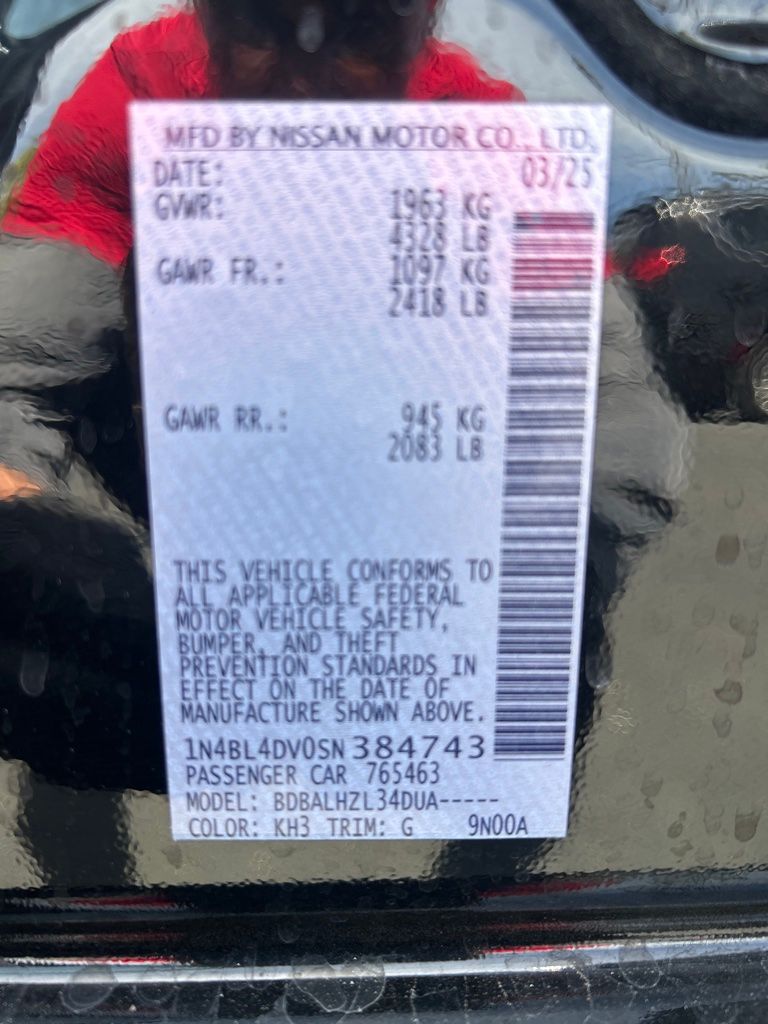 MFD BY NISSAN MOTOR CO., LTD.
DATE: 03/25
GVWR: 1963 KG
4328 LB
GAWR FR.: 1097 KG
2418 LB
GAWR RR.: 945 KG
2083 LB
THIS VEHICLE CONFORMS TO
ALL APPLICABLE FEDERAL
MOTOR VEHICLE SAFETY,
BUMPER, AND THEFT
PREVENTION STANDARDS IN
EFFECT ON THE DATE OF
MANUFACTURE SHOWN ABOVE.
1N4BL4DV0SN384743
PASSENGER CAR 765463
MODEL: BDBALHZL34DUA-----
COLOR: KH3 TRIM: G 9N00A